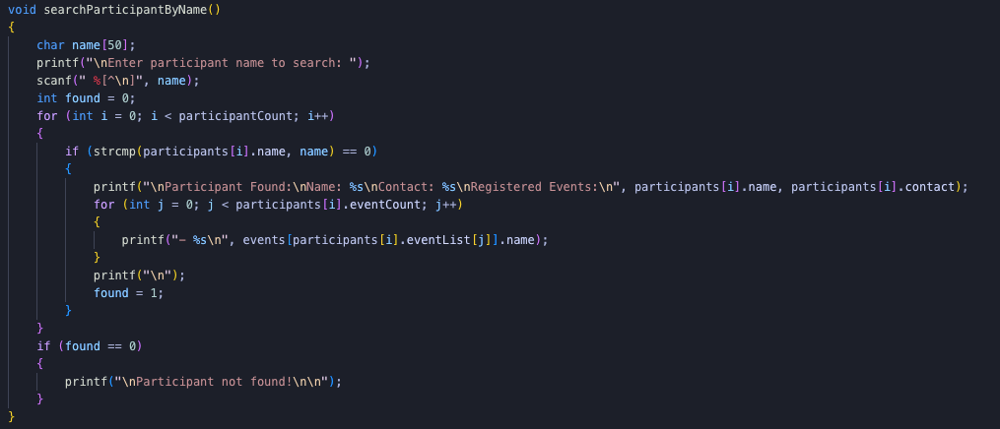 void searchParticipantByName()
{
    char name[50];
    printf("\nEnter participant name to search: ");
    scanf(" %[^\n]", name);
    int found = 0;
    for (int i = 0; i < participantCount; i++)
    {
        if (strcmp(participants[i].name, name) == 0)
        {
            printf("\nParticipant Found:\nName: %s\nContact: %s\nRegistered Events:\n", participants[i].name, participants[i].contact);
            for (int j = 0; j < participants[i].eventCount; j++)
            {
                printf("- %s\n", events[participants[i].eventList[j]].name);
            }
            printf("\n");
            found = 1;
        }
    }
    if (found == 0)
    {
        printf("\nParticipant not found!\n\n");
    }
}